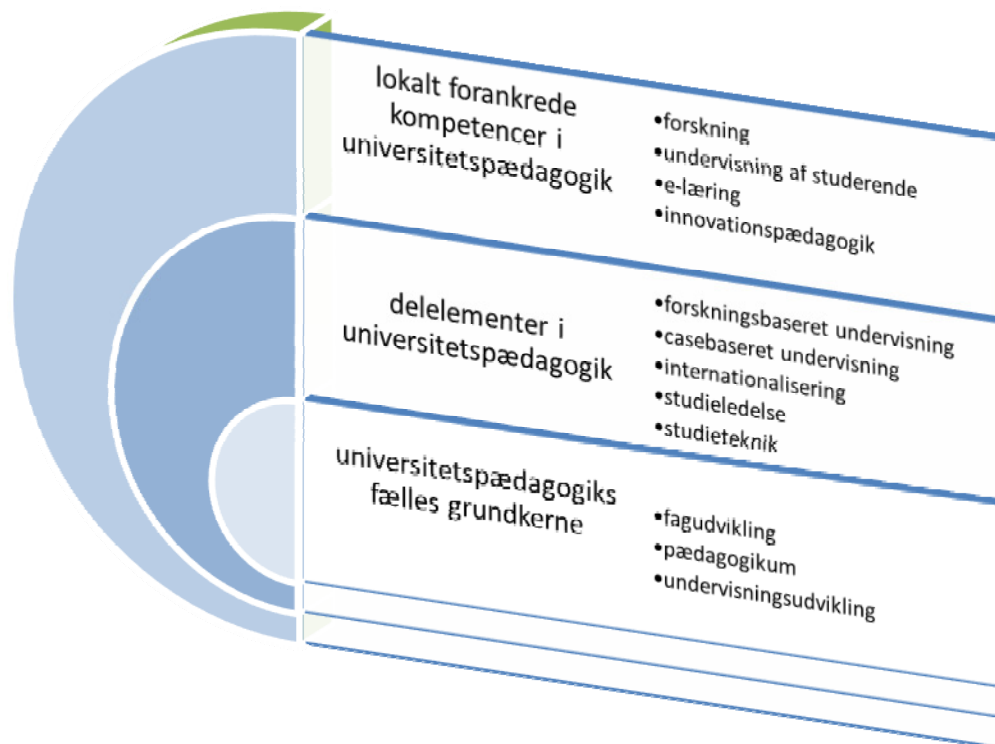 lokalt forankrede
kompetencer i
universitetspædagogik
•forskning
•undervisning af studerende
•e-læring
•innovationspædagogik
delelementer i
universitetspædagogik
•forskningsbaseret undervisning
•casebaseret undervisning
•internationalisering
•studieledelse
•studieteknik
universitetspædagogiks
fælles grundkerne
•fagudvikling
•pædagogikum
•undervisningsudvikling